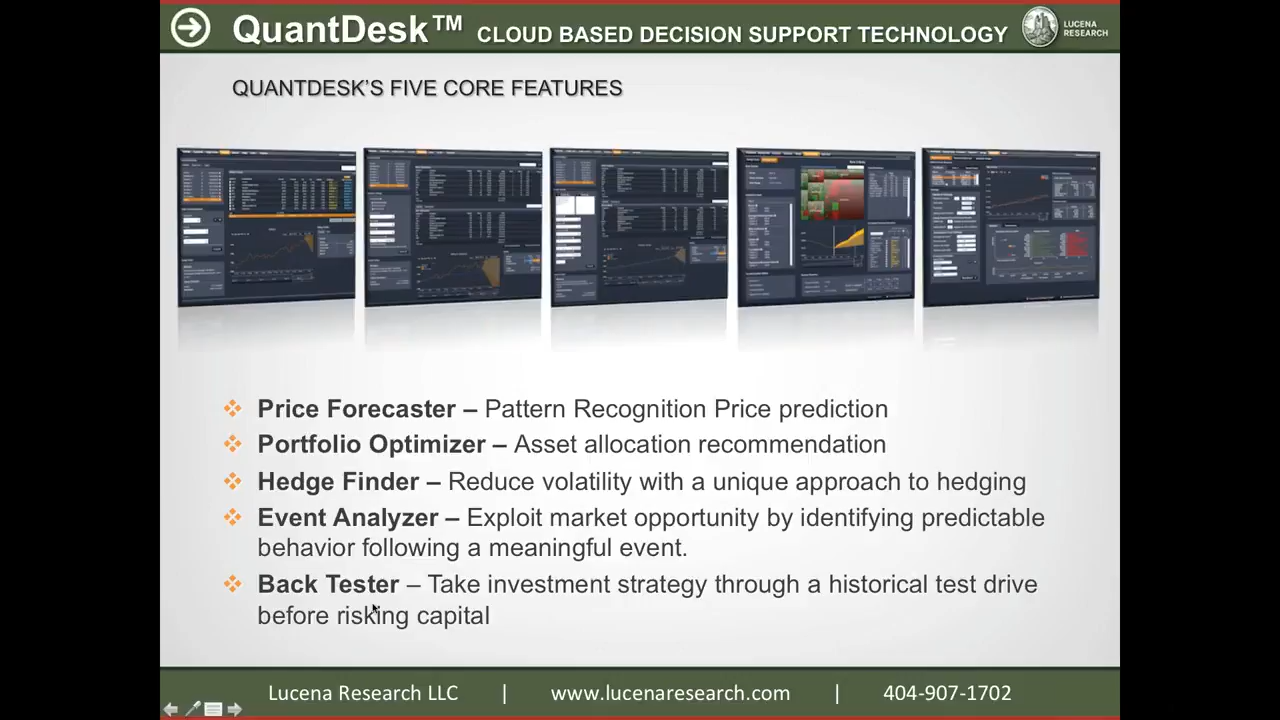 QuantDesk™ CLOUD BASED DECISION SUPPORT TECHNOLOGY
LUCENA
RESEARCH
QUANTDESK'S FIVE CORE FEATURES
Price Forecaster – Pattern Recognition Price prediction
Portfolio Optimizer – Asset allocation recommendation
Hedge Finder – Reduce volatility with a unique approach to hedging
Event Analyzer – Exploit market opportunity by identifying predictable
behavior following a meaningful event.
Back Tester – Take investment strategy through a historical test drive
before risking capital
Lucena Research LLC | www.lucenaresearch.com | 404-907-1702